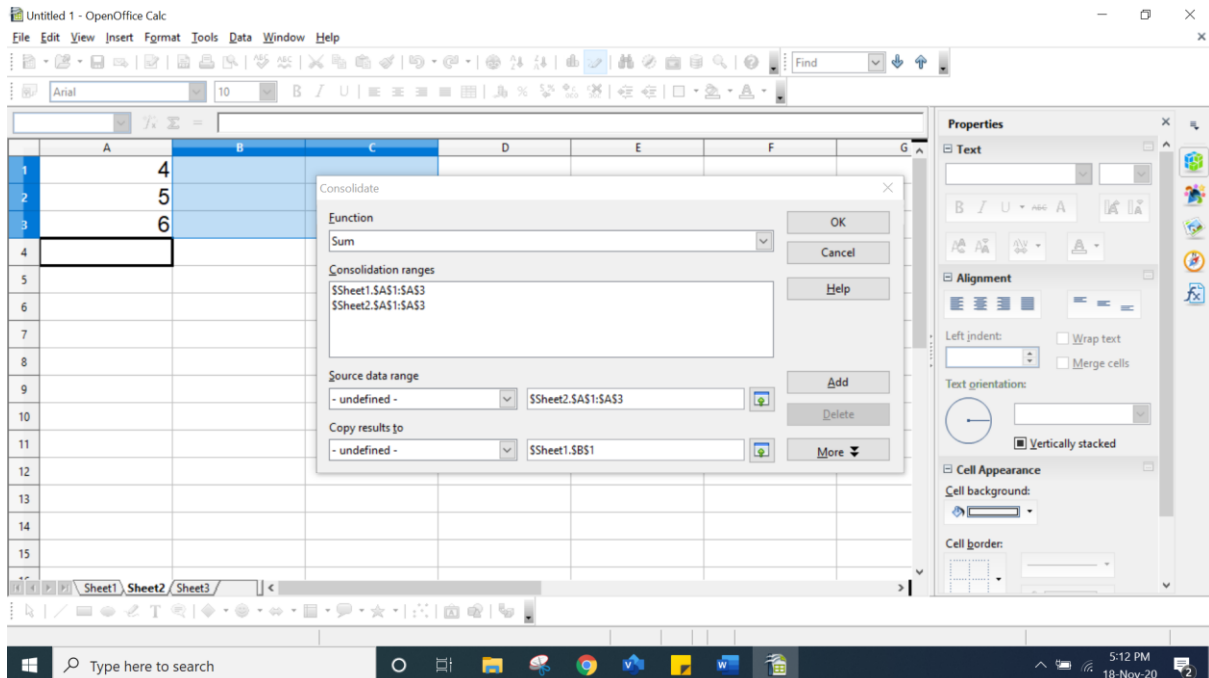 Untitled 1 - OpenOffice Calc
File Edit View Insert Format Tools Data Window Help
Find
Arial 10
A B C D E F G
1 4
2 5
3 6
4
5
6
7
8
9
10
11
12
13
14
15
Consolidate
Function
Sum
Consolidation ranges
$Sheet1.$A$1:$A$3
$Sheet2.$A$1:$A$3
Source data range
- undefined - $Sheet2.$A$1:$A$3
Copy results to
- undefined - $Sheet1.$B$1
OK
Cancel
Help
Add
Delete
More
Properties
Text
B I U ABC A
Alignment
Left indent:
Wrap text
Merge cells
Text orientation:
Vertically stacked
Cell Appearance
Cell background:
Cell border:
Sheet1 Sheet2 Sheet3
Type here to search
5:12 PM
18-Nov-20
2